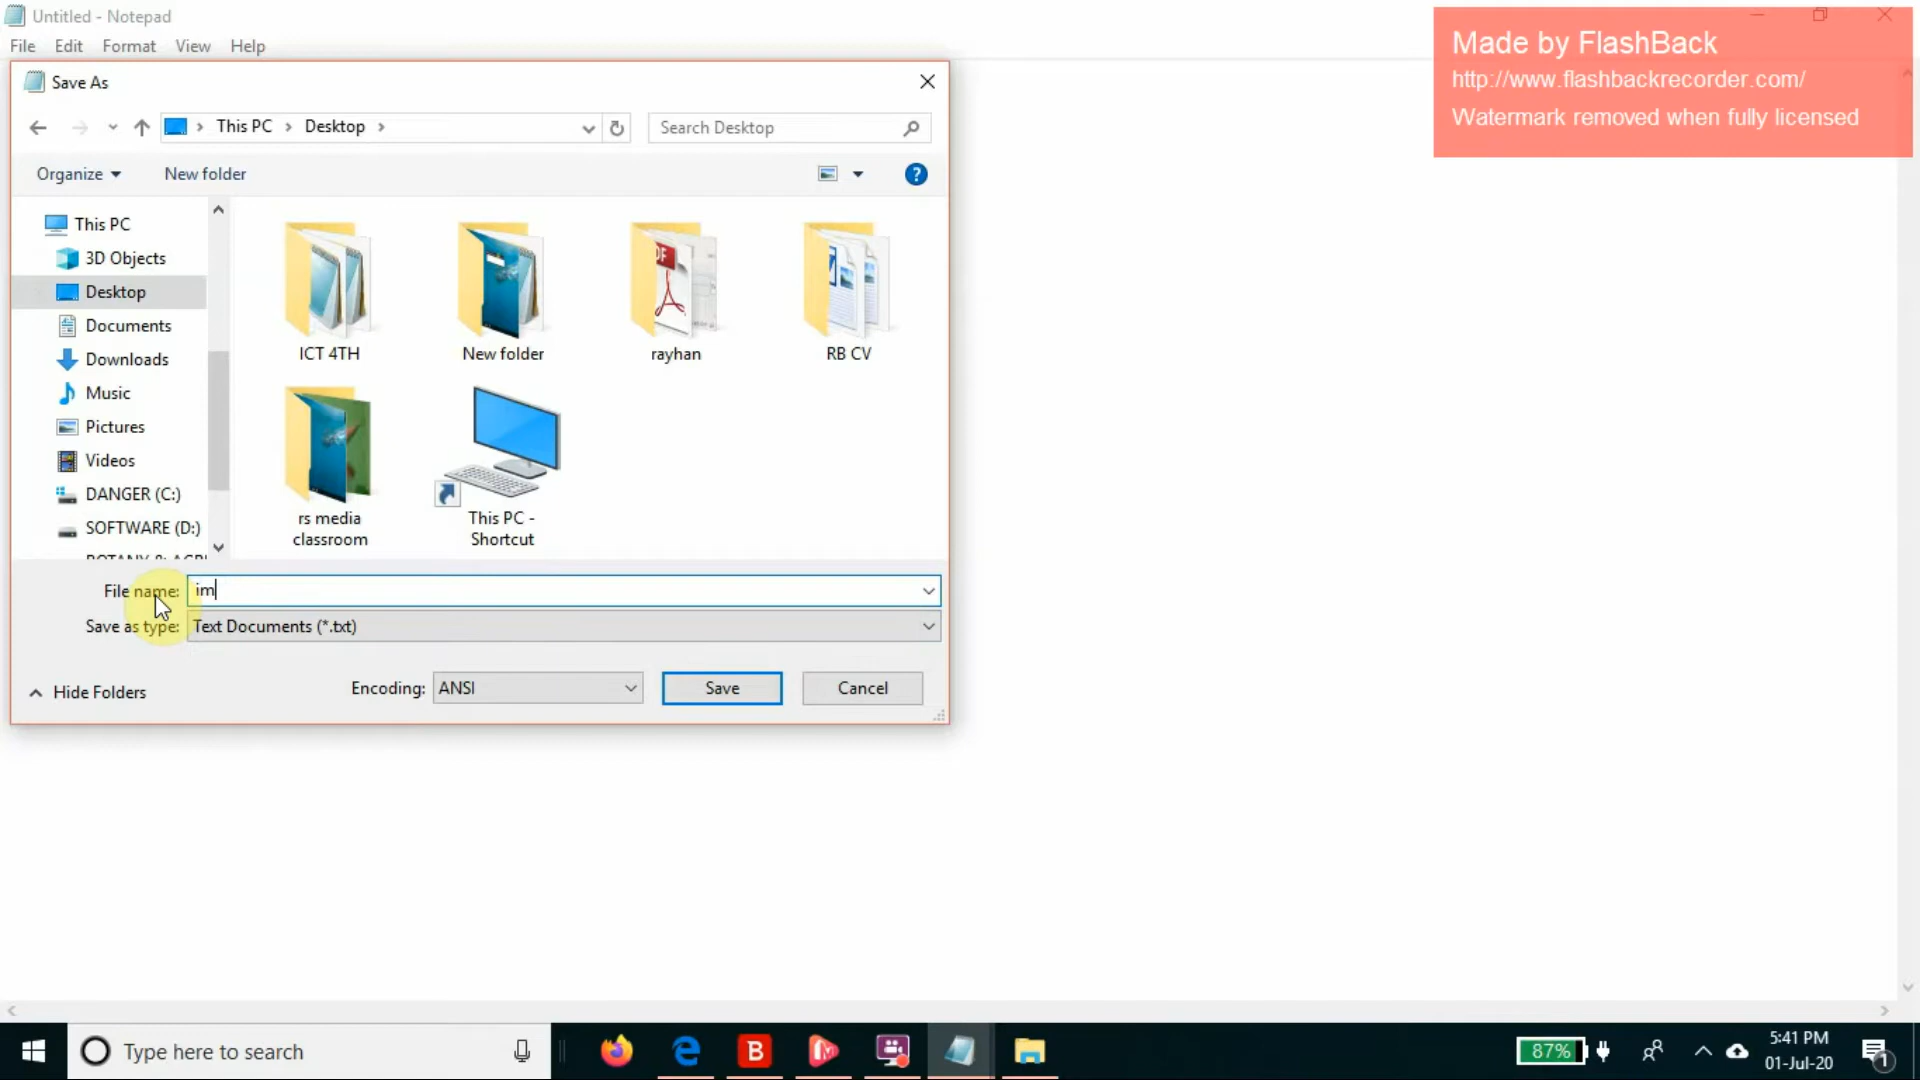 Untitled - Notepad
File Edit Format View Help
Made by FlashBack
http://www.flashbackrecorder.com/
Watermark removed when fully licensed
Save As
This PC > Desktop >
Search Desktop
Organize
New folder
This PC
3D Objects
Desktop
Documents
Downloads
Music
Pictures
Videos
DANGER (C:)
SOFTWARE (D:)
ICT 4TH
New folder
rayhan
RB CV
rs media
classroom
This PC -
Shortcut
File name: im
Save as type: Text Documents (*.txt)
Hide Folders
Encoding: ANSI
Save
Cancel
Type here to search
87%
5:41 PM
01-Jul-20
1